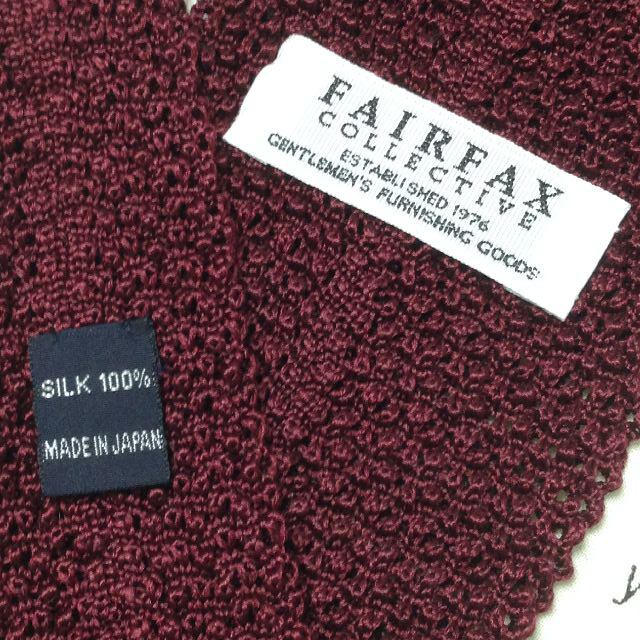 FAIRFAX
COLLECTIVE
ESTABLISHED 1976
GENTLEMEN'S FURNISHING GOODS
SILK 100%
MADE IN JAPAN